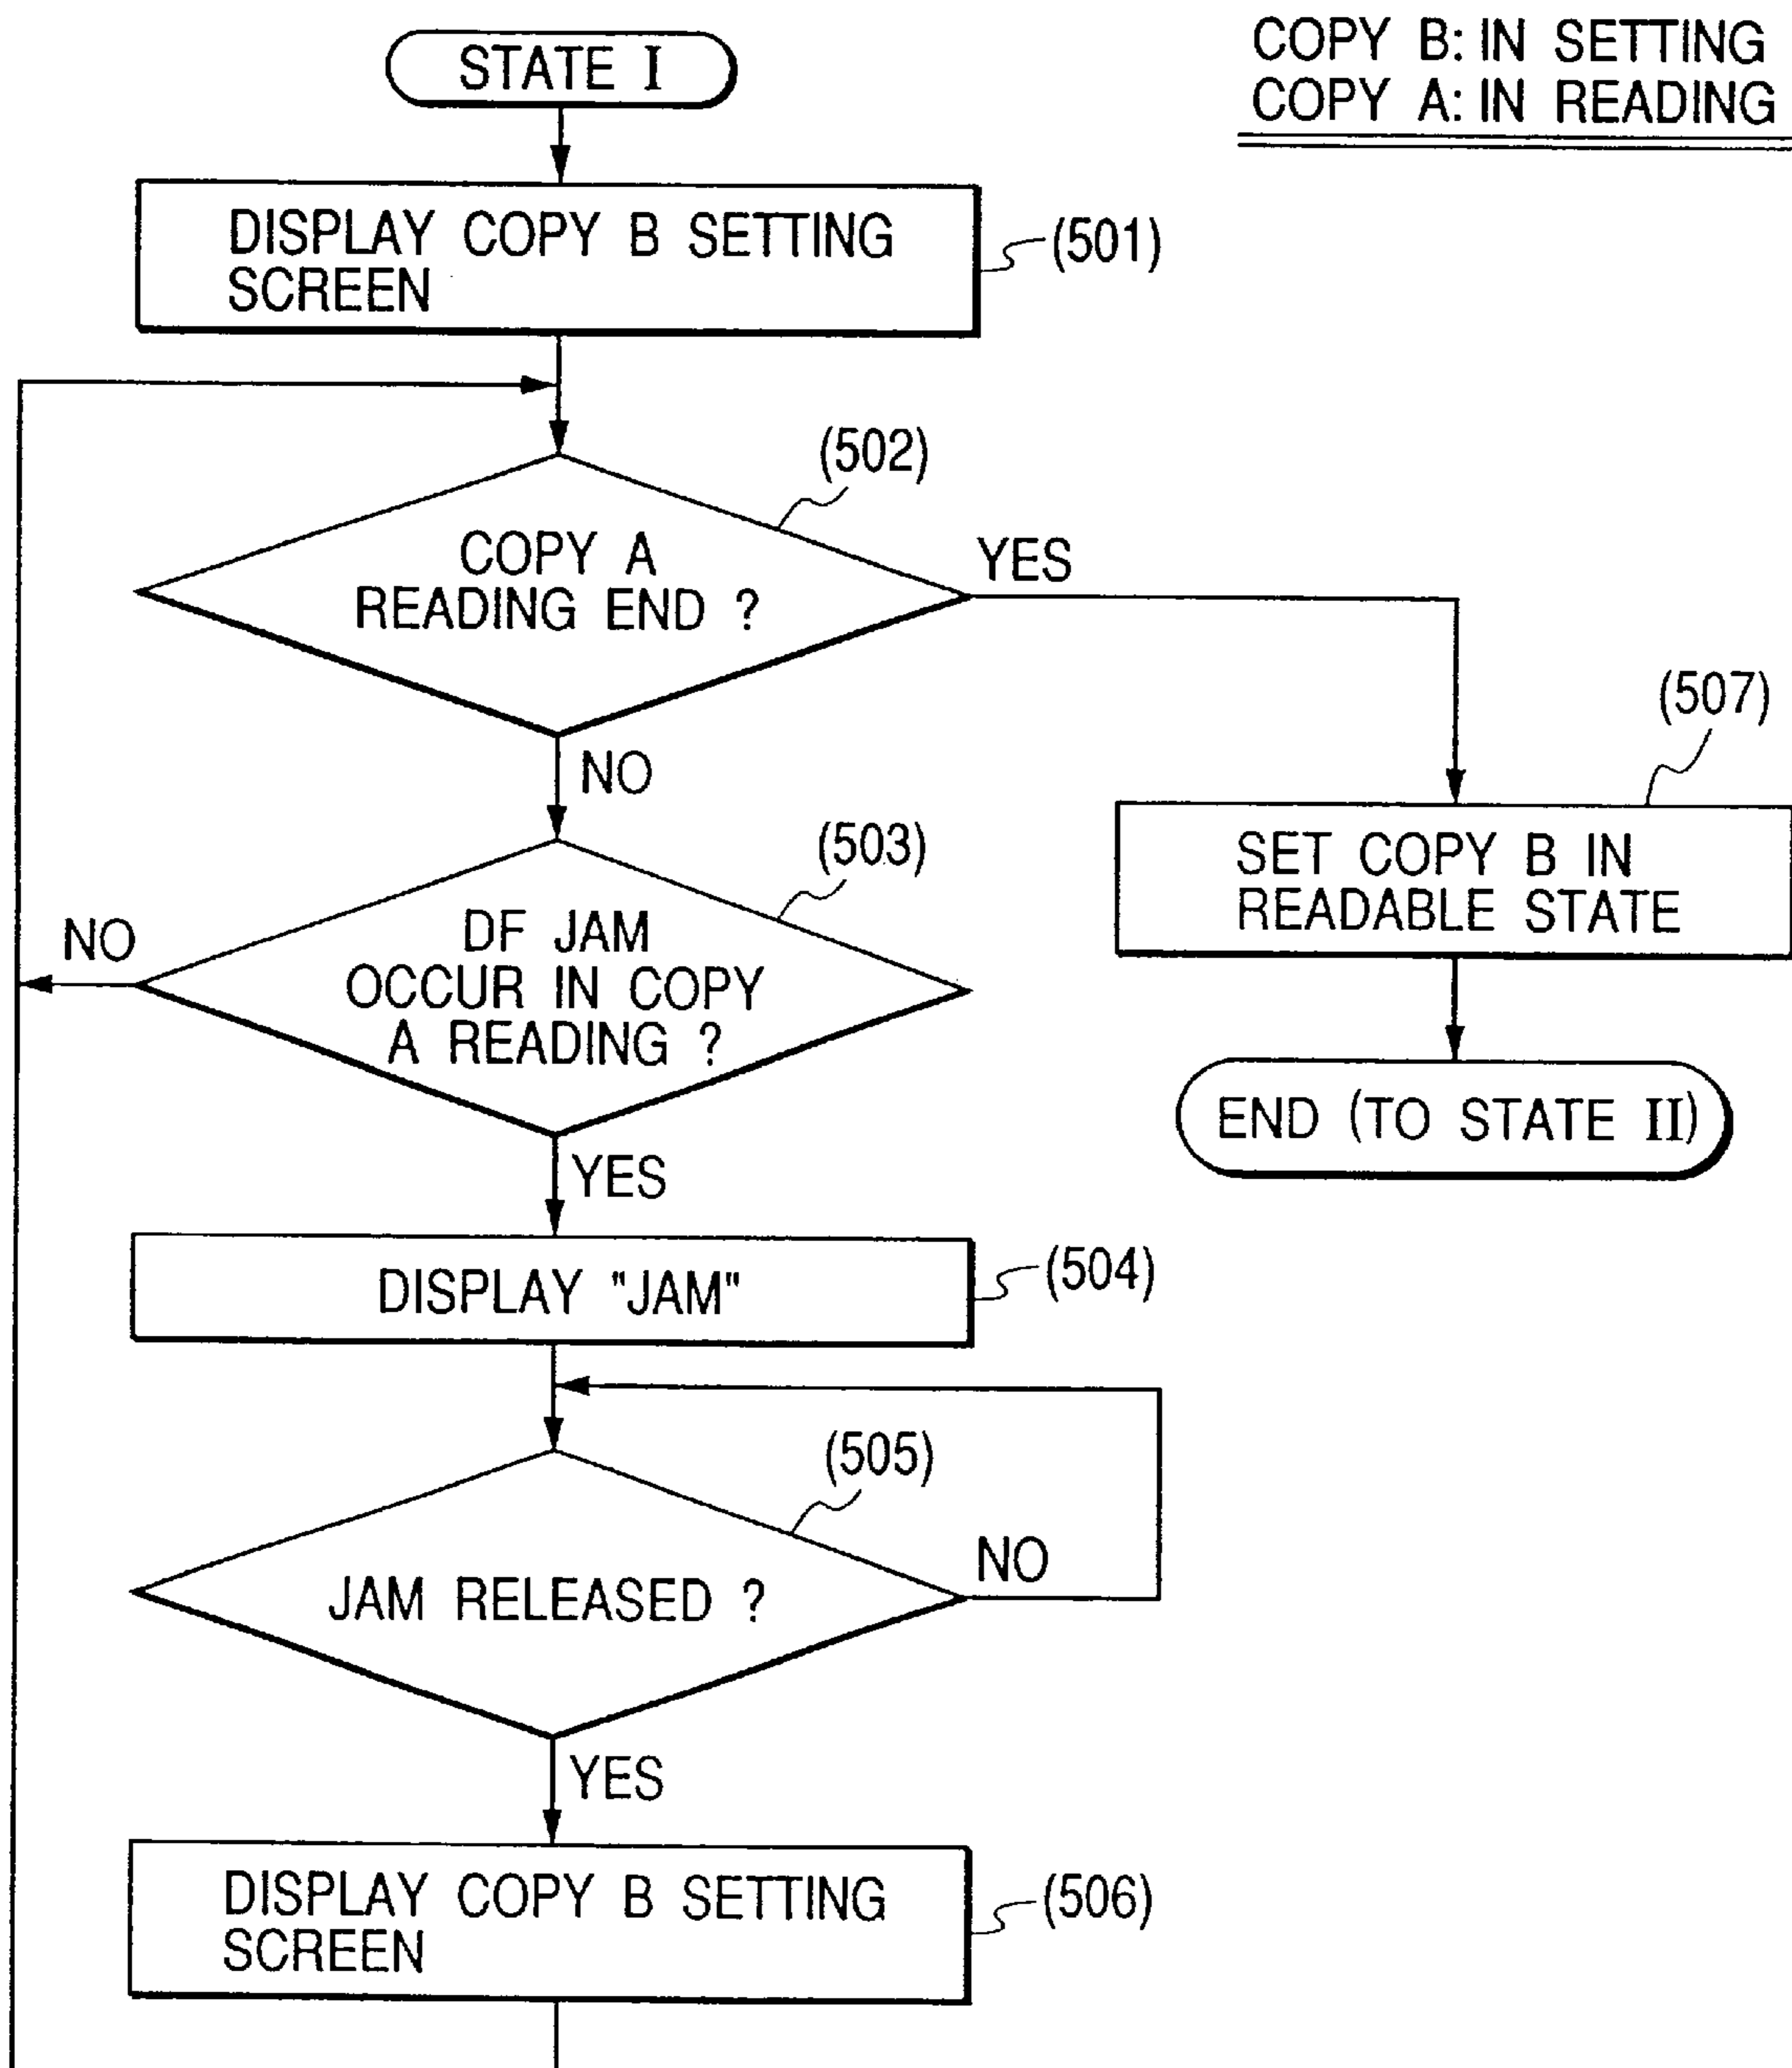 COPY B: IN SETTING
COPY A: IN READING
STATE I
DISPLAY COPY B SETTING
SCREEN
(501)
(502)
COPY A
READING END ?
YES
NO
(507)
SET COPY B IN
READABLE STATE
END (TO STATE II)
(503)
DF JAM
OCCUR IN COPY
A READING ?
NO
YES
DISPLAY "JAM"
(504)
(505)
JAM RELEASED ?
NO
YES
DISPLAY COPY B SETTING
SCREEN
(506)